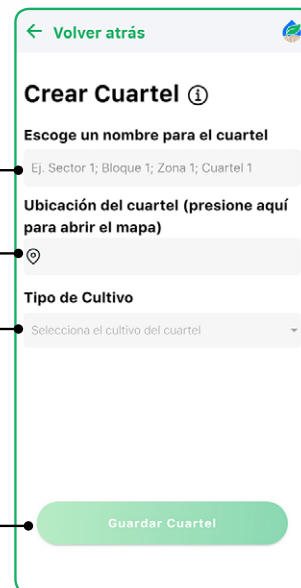 Volver atrás
Crear Cuartel
Escoge un nombre para el cuartel
Ej. Sector 1; Bloque 1; Zona 1; Cuartel 1
Ubicación del cuartel (presione aquí
para abrir el mapa)
Tipo de Cultivo
Selecciona el cultivo del cuartel
Guardar Cuartel